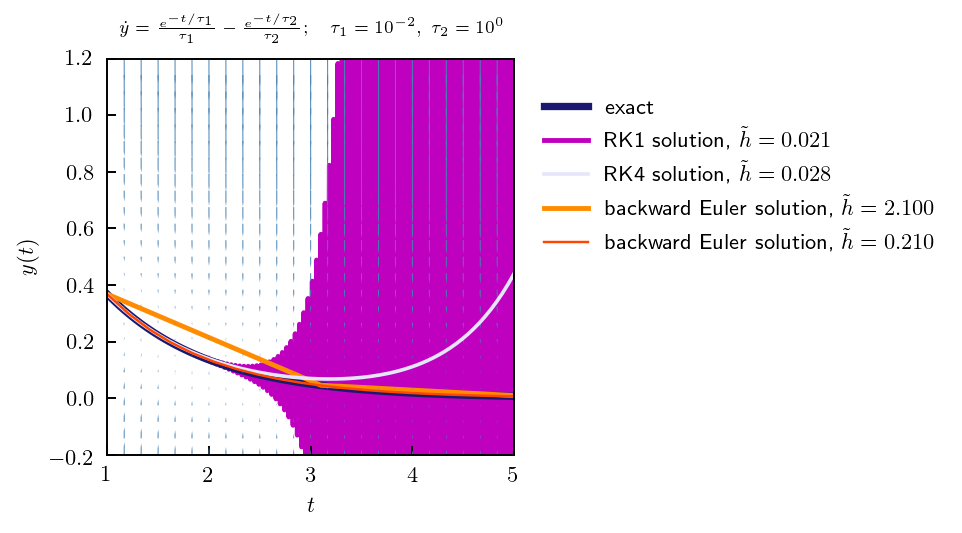 ẏ = e^{-t/τ₁}/τ₁ − e^{-t/τ₂}/τ₂; τ₁ = 10⁻², τ₂ = 10⁰
1.2
1.0
0.8
0.6
0.4
0.2
0.0
−0.2
y(t)
1 2 3 4 5
t
exact
RK1 solution, h̃ = 0.021
RK4 solution, h̃ = 0.028
backward Euler solution, h̃ = 2.100
backward Euler solution, h̃ = 0.210